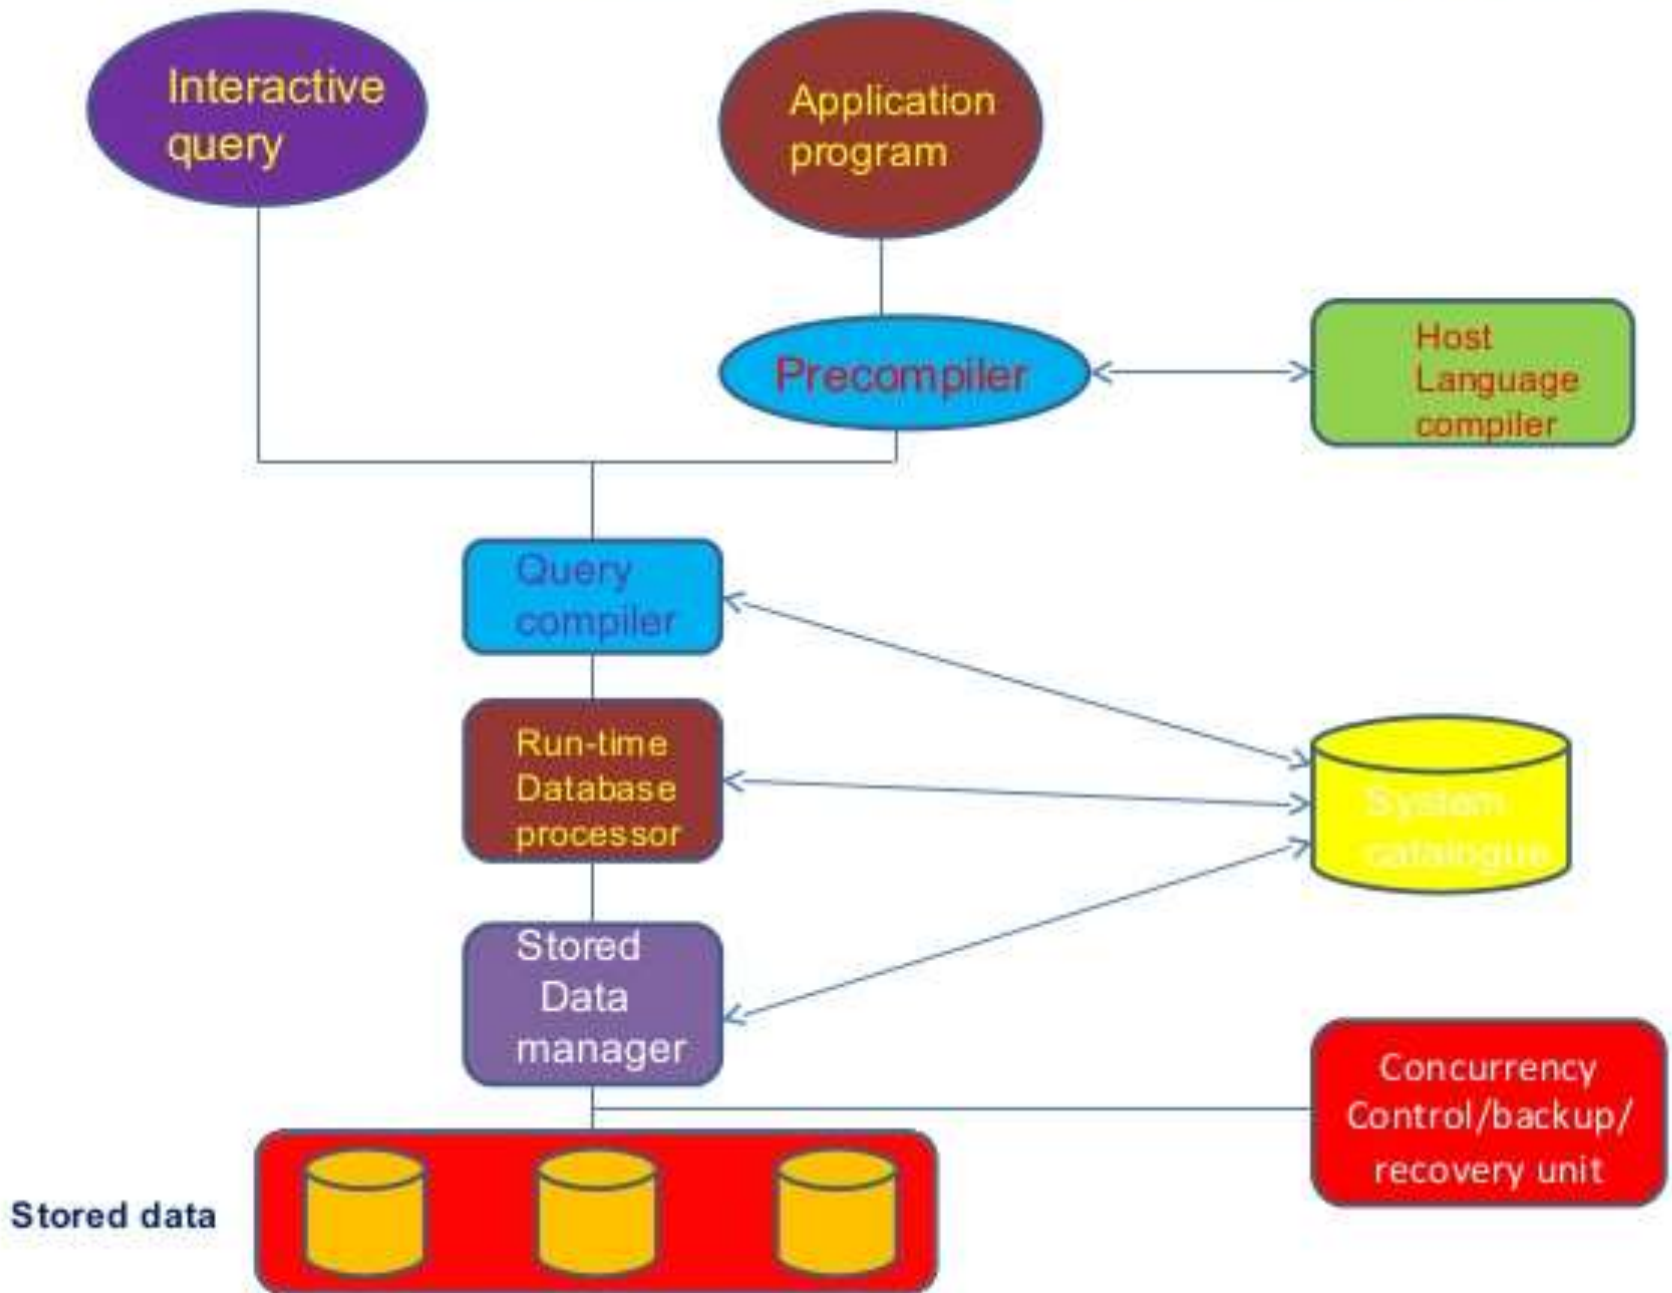 Interactive
query
Application
program
Precompiler
Host
Language
compiler
Query
compiler
Run-time
Database
processor
System
catalogue
Stored
Data
manager
Concurrency
Control/backup/
recovery unit
Stored data